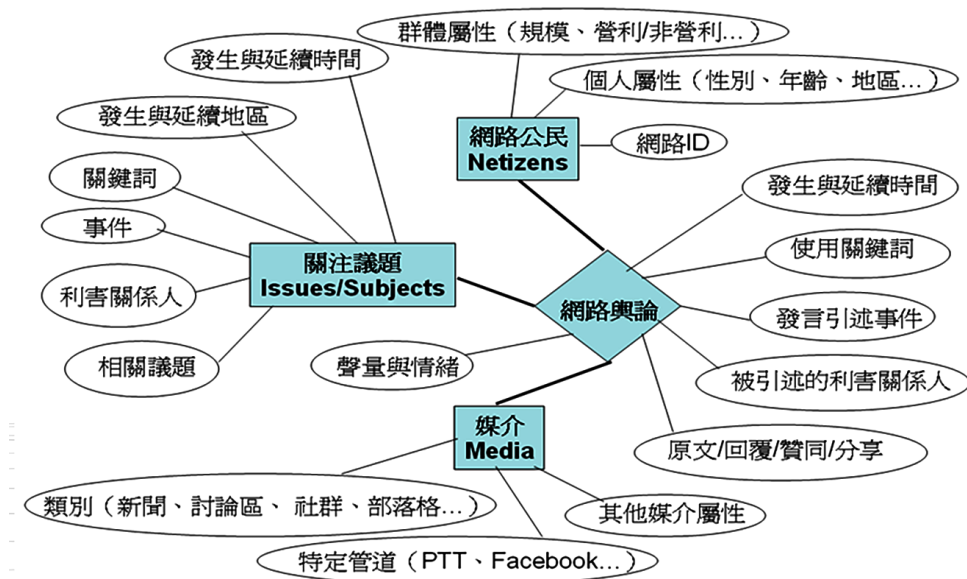 群體屬性（規模、營利/非營利…）
發生與延續時間
個人屬性（性別、年齡、地區…）
發生與延續地區
網路公民
Netizens
網路ID
關鍵詞
發生與延續時間
事件
使用關鍵詞
關注議題
Issues/Subjects
利害關係人
網路輿論
發言引述事件
相關議題
聲量與情緒
被引述的利害關係人
媒介
Media
原文/回覆/贊同/分享
類別（新聞、討論區、 社群、部落格…）
其他媒介屬性
特定管道（PTT、Facebook…）